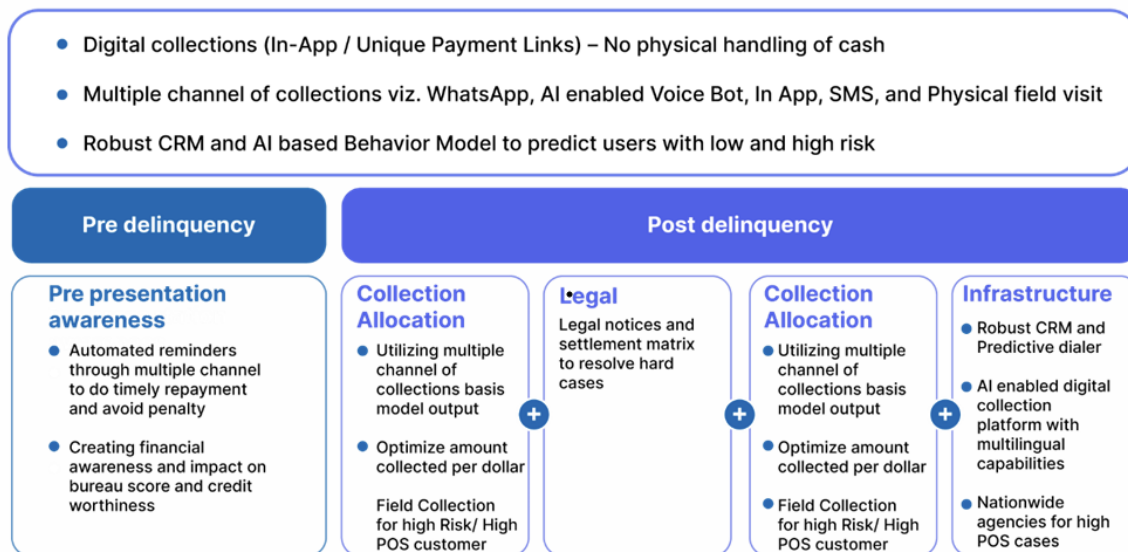 Digital collections (In-App / Unique Payment Links) – No physical handling of cash
Multiple channel of collections viz. WhatsApp, AI enabled Voice Bot, In App, SMS, and Physical field visit
Robust CRM and AI based Behavior Model to predict users with low and high risk
Pre delinquency
Post delinquency
Pre presentation
awareness
Automated reminders
through multiple channel
to do timely repayment
and avoid penalty
Creating financial
awareness and impact on
bureau score and credit
worthiness
Collection
Allocation
Utilizing multiple
channel of
collections basis
model output
Optimize amount
collected per dollar
Field Collection
for high Risk/ High
POS customer
+
Legal
Legal notices and
settlement matrix
to resolve hard
cases
+
Collection
Allocation
Utilizing multiple
channel of
collections basis
model output
Optimize amount
collected per dollar
Field Collection
for high Risk/ High
POS customer
+
Infrastructure
Robust CRM and
Predictive dialer
AI enabled digital
collection
platform with
multilingual
capabilities
Nationwide
agencies for high
POS cases